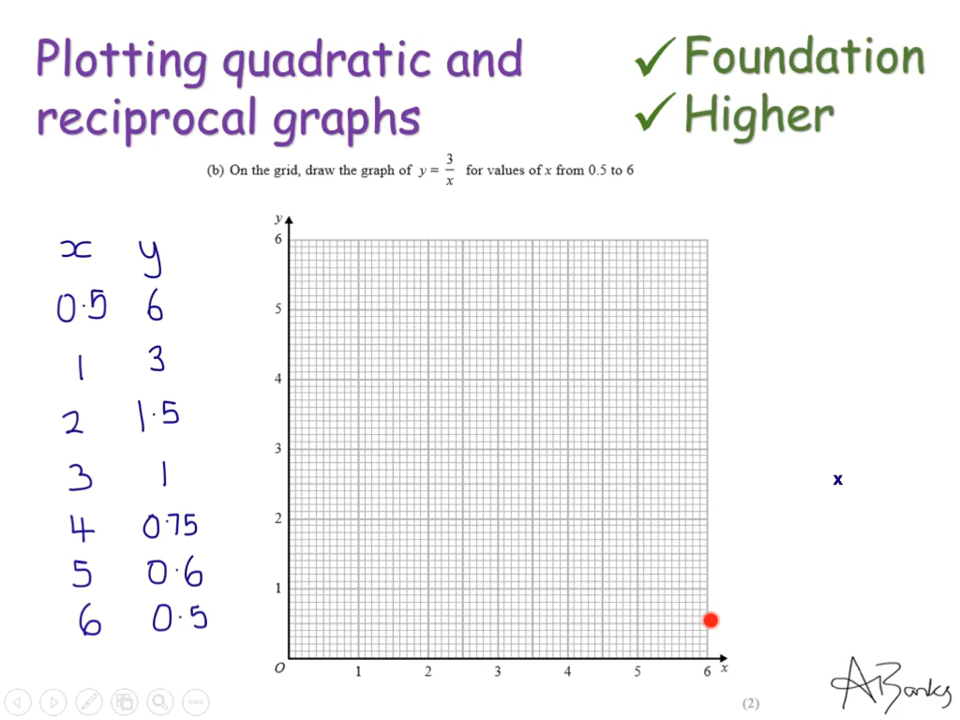 Plotting quadratic and
reciprocal graphs
✓ Foundation
✓ Higher
(b) On the grid, draw the graph of y = 3/x for values of x from 0.5 to 6
x y
0.5 6
1 3
2 1.5
3 1
4 0.75
5 0.6
6 0.5
y
6
5
4
3
2
1
O 1 2 3 4 5 6 x
x
(2)
ABanks